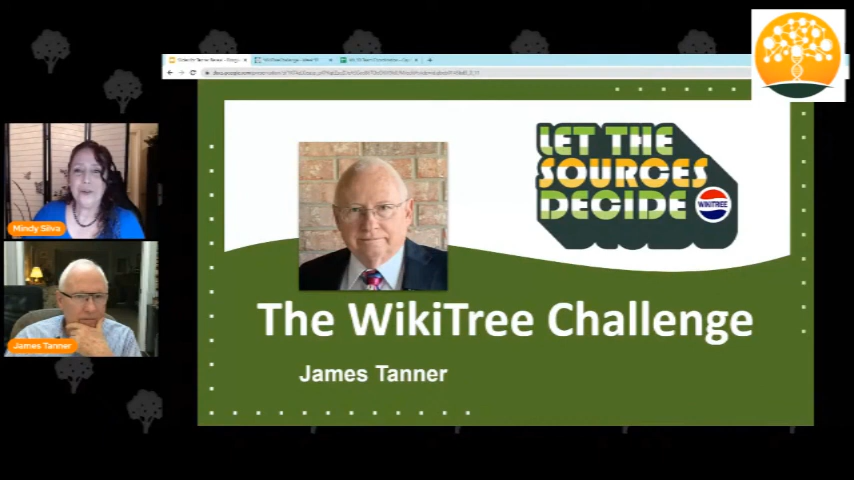 LET THE
SOURCES
DECIDE
WIKITREE
Mindy Silva
James Tanner
The WikiTree Challenge
James Tanner